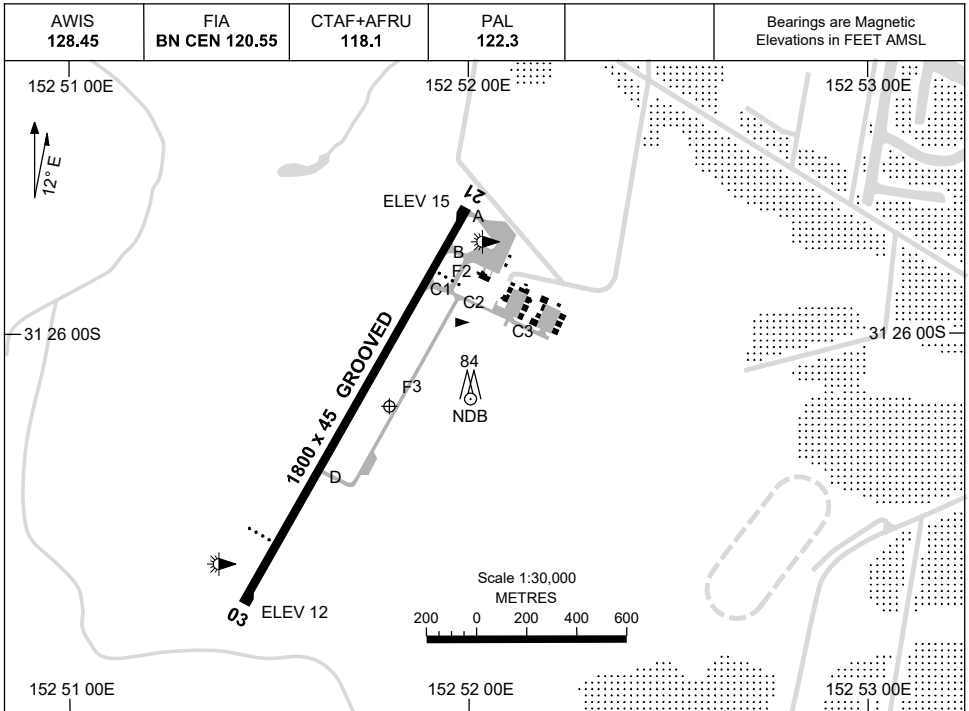 AWIS
128.45
FIA
BN CEN 120.55
CTAF+AFRU
118.1
PAL
122.3
Bearings are Magnetic
Elevations in FEET AMSL
152 51 00E
152 52 00E
153 53 00E
12° E
ELEV 15
21
A
B
F2
C1
C2
C3
31 26 00S
31 26 00S
1800 x 45 GROOVED
84
NDB
F3
D
03
ELEV 12
Scale 1:30,000
METRES
200
0
200
400
600
152 51 00E
152 52 00E
152 53 00E